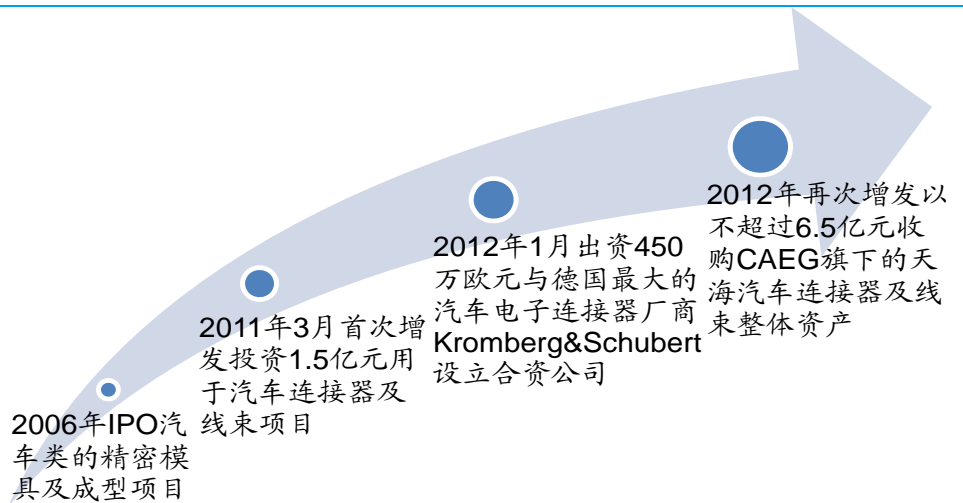 2006年IPO汽
车类的精密模
具及成型项目
2011年3月首次增
发投资1.5亿元用
于汽车连接器及
线束项目
2012年1月出资450
万欧元与德国最大的
汽车电子连接器厂商
Kromberg&Schubert
设立合资公司
2012年再次增发以
不超过6.5亿元收
购CAEG旗下的天
海汽车连接器及线
束整体资产